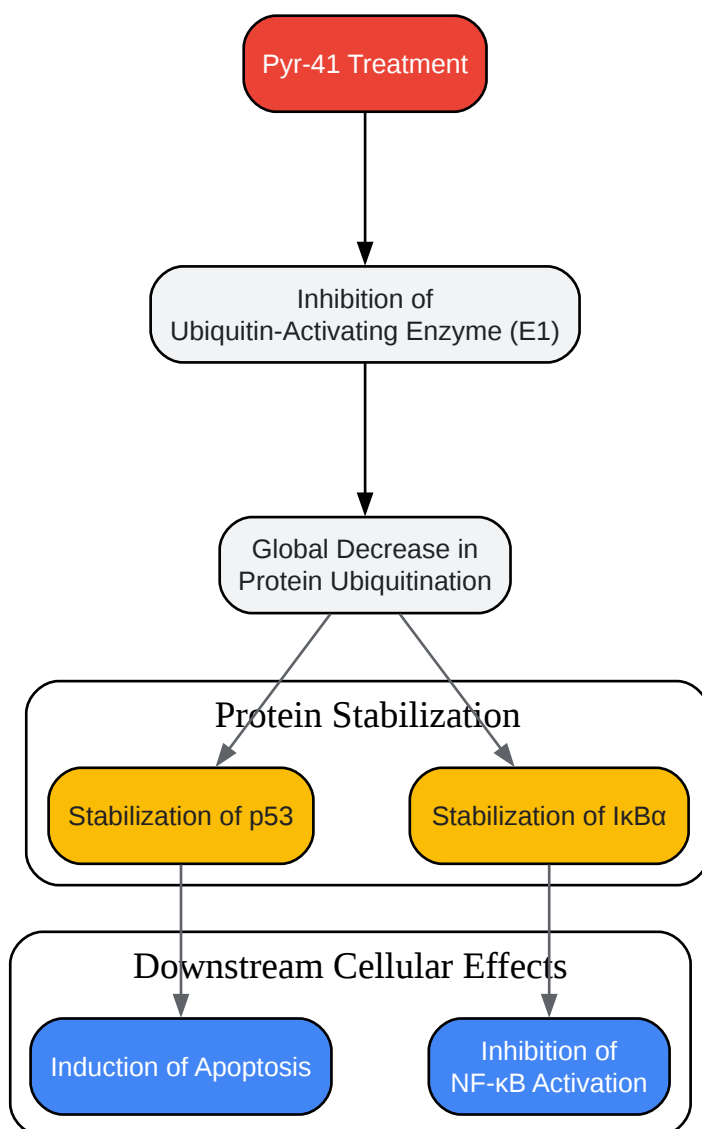 Pyr-41 Treatment
Inhibition of
Ubiquitin-Activating Enzyme (E1)
Global Decrease in
Protein Ubiquitination
Protein Stabilization
Stabilization of p53
Stabilization of IκBα
Downstream Cellular Effects
Induction of Apoptosis
Inhibition of
NF-κB Activation